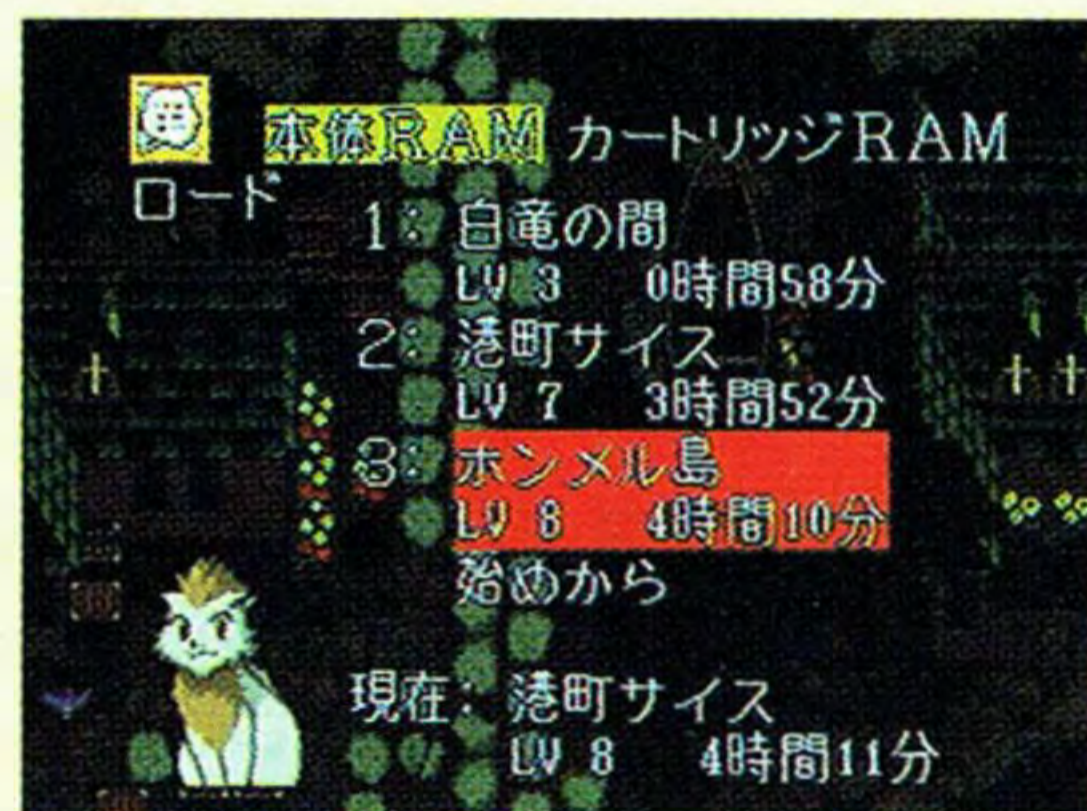 本体RAM カートリッジRAM
ロード
1: 白竜の間
LV 3 0時間58分
2: 港町サイス
LV 7 3時間52分
3: ホンメル島
LV 8 4時間10分
始めから
現在: 港町サイス
LV 8 4時間11分